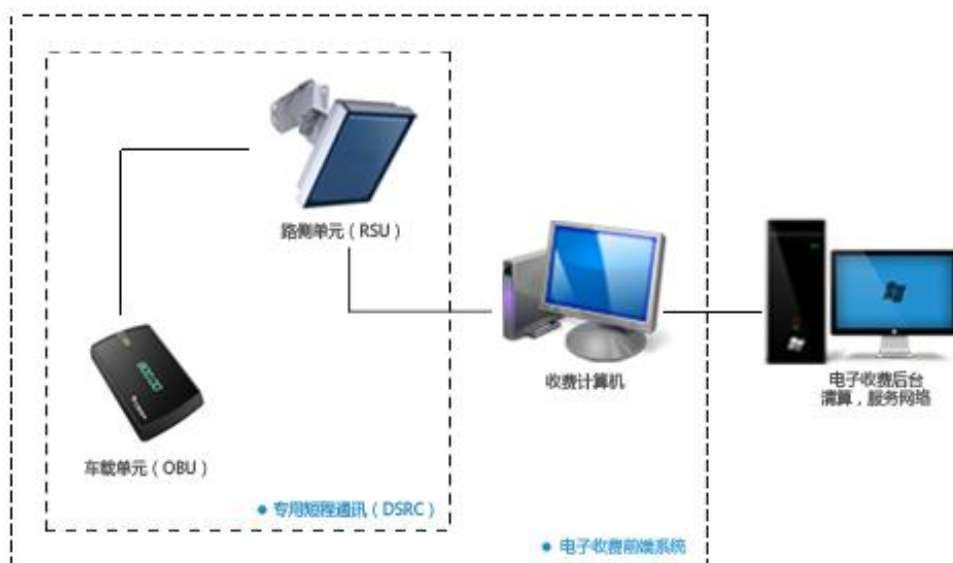 路侧单元（RSU）
收费计算机
电子收费后台
清算，服务网络
车载单元（OBU）
● 专用短程通讯（DSRC）
● 电子收费前端系统